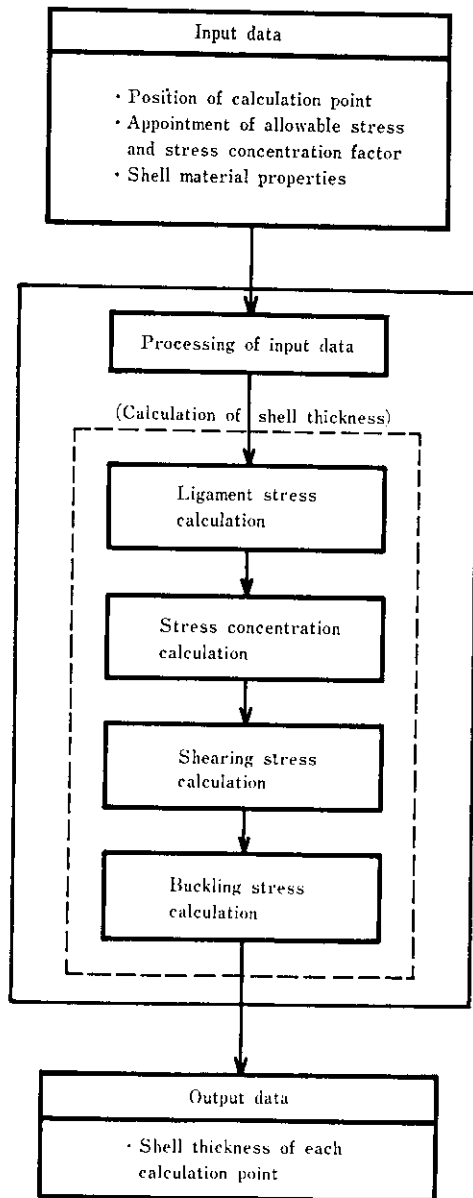 Input data
· Position of calculation point
· Appointment of allowable stress
and stress concentration factor
· Shell material properties
Processing of input data
(Calculation of shell thickness)
Ligament stress
calculation
Stress concentration
calculation
Shearing stress
calculation
Buckling stress
calculation
Output data
· Shell thickness of each
calculation point